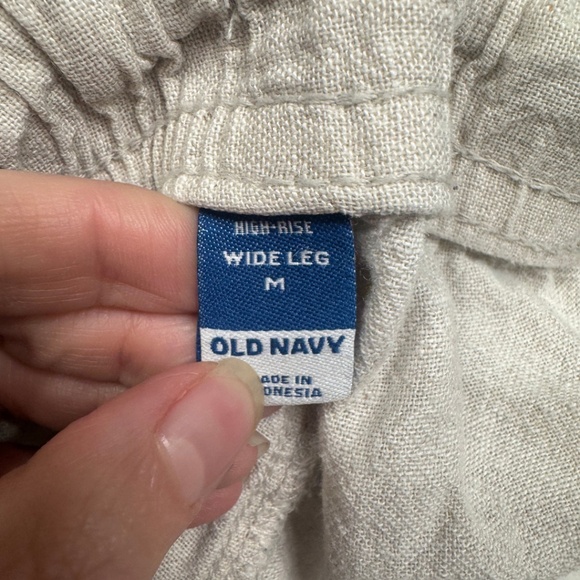 HIGH-RISE
WIDE LEG
M
OLD NAVY
ADE IN
ONESIA